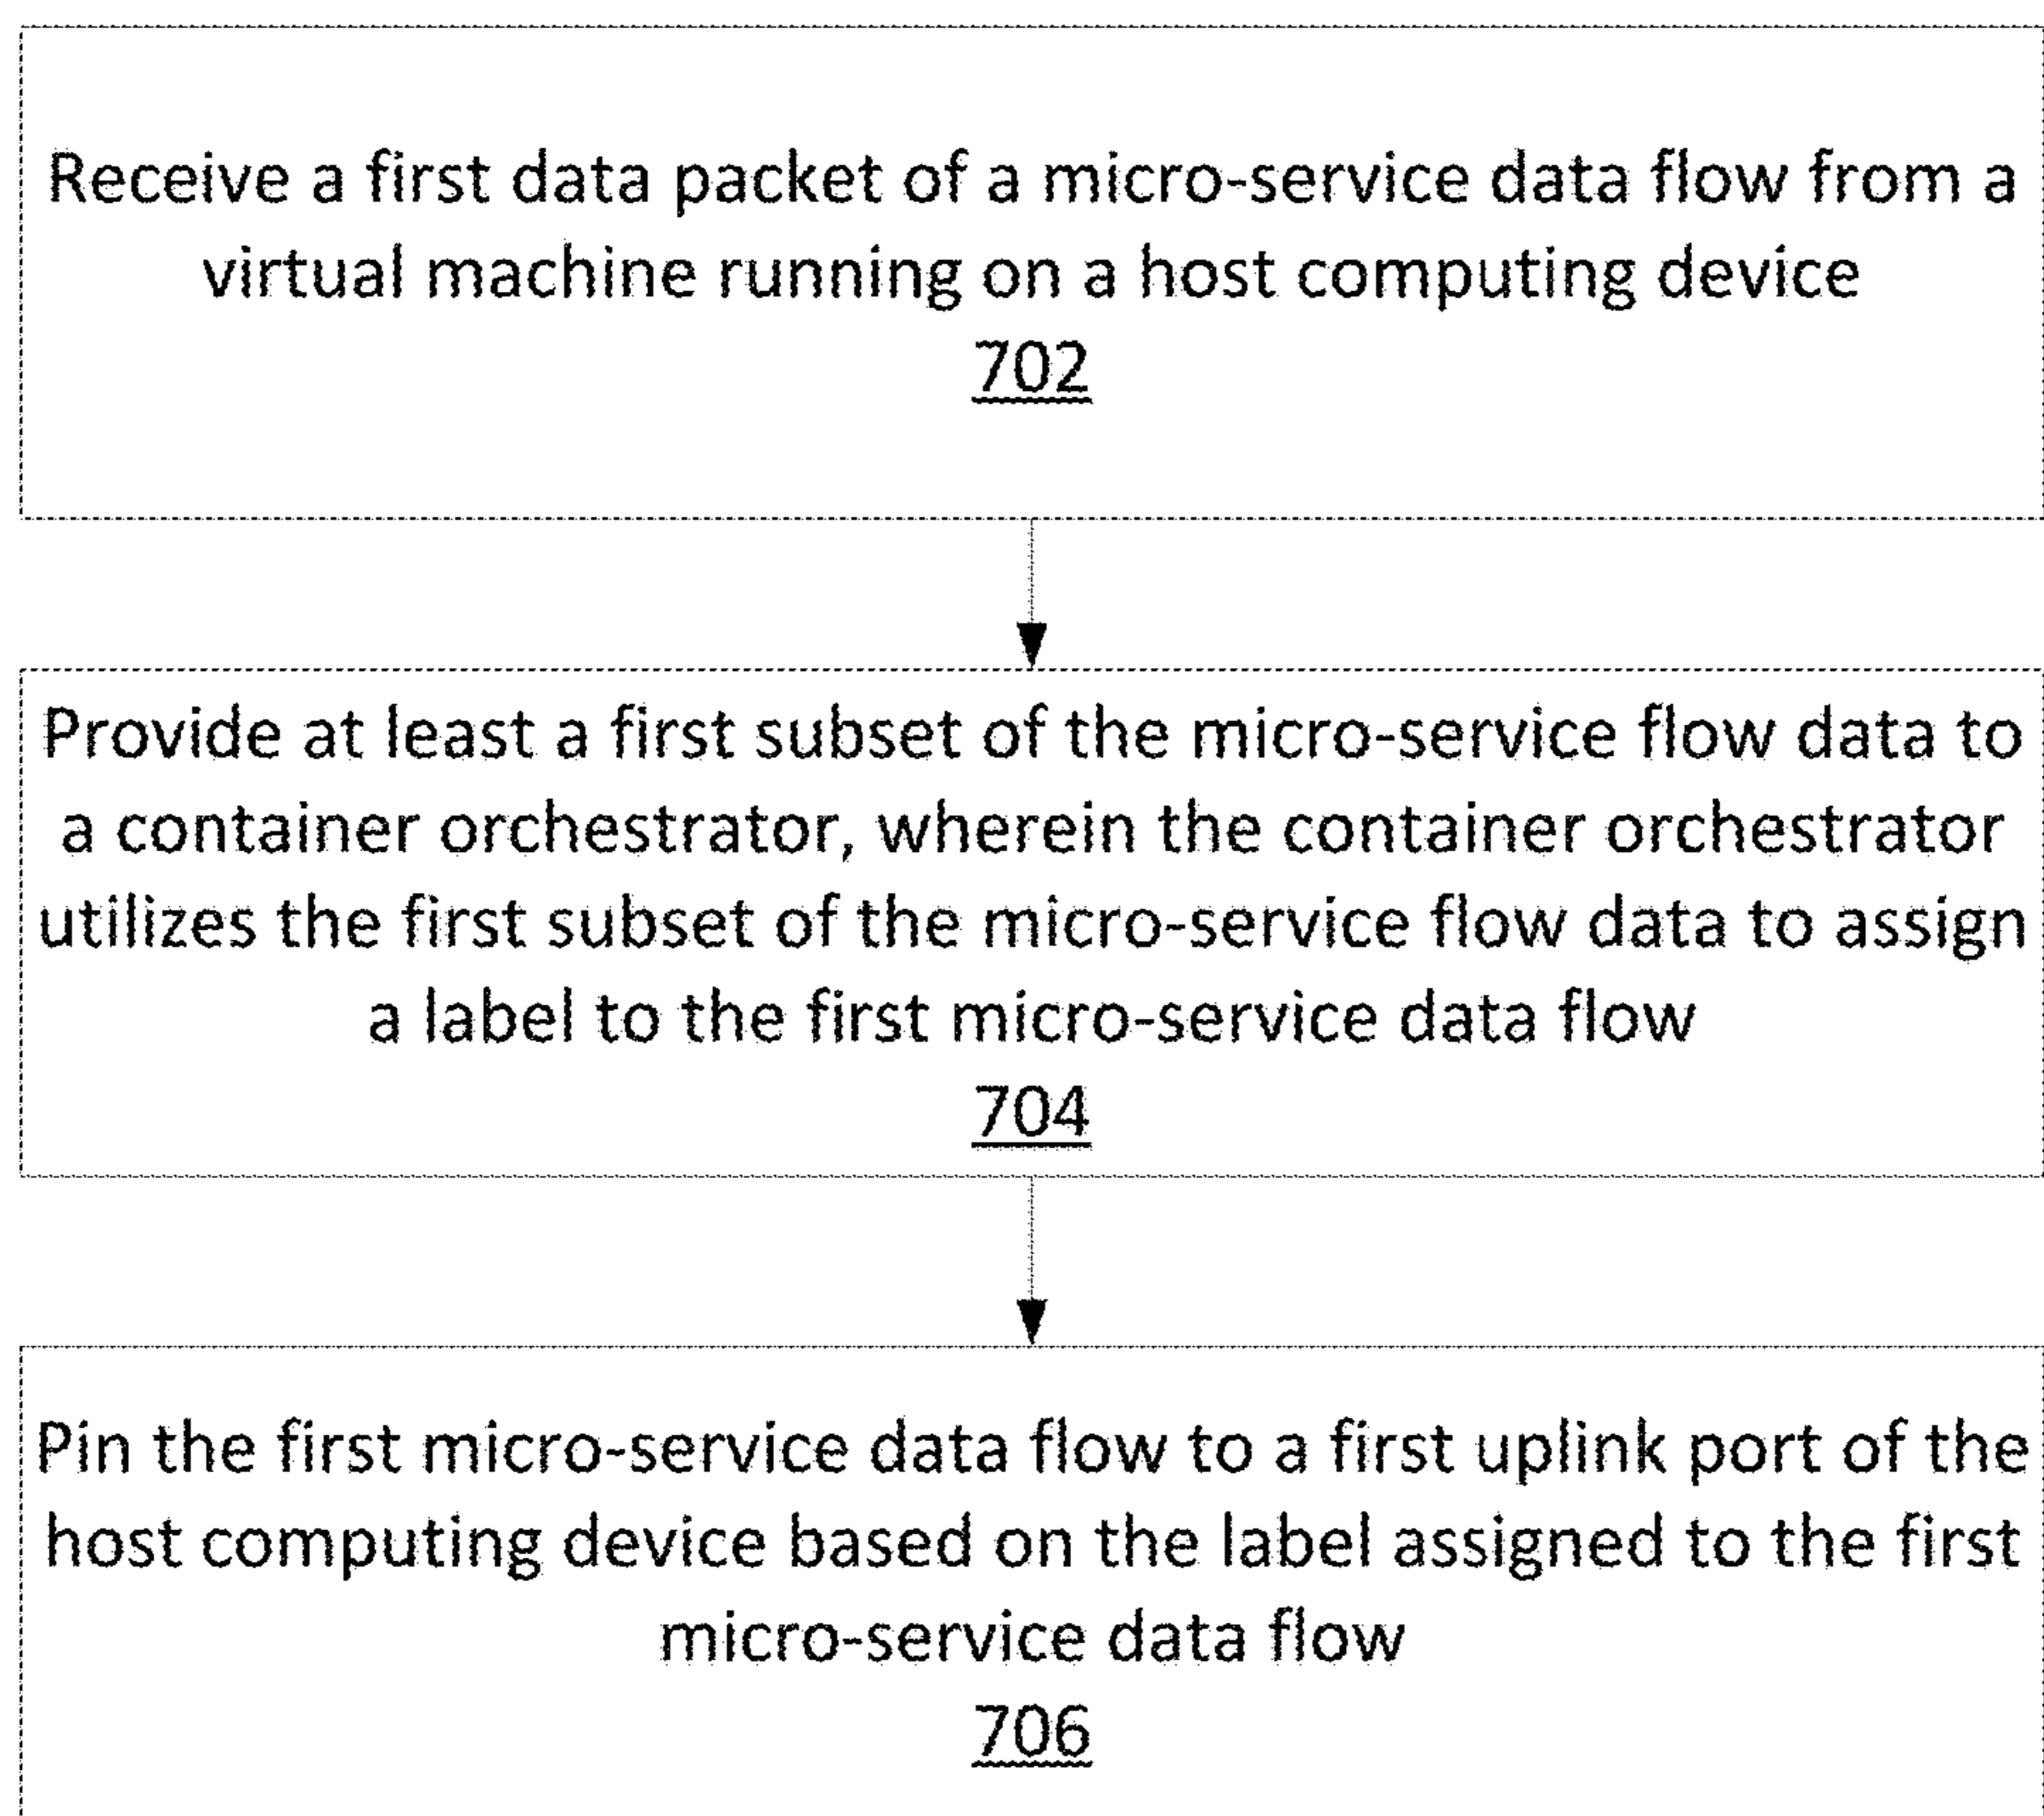 Receive a first data packet of a micro-service data flow from a
virtual machine running on a host computing device
702
Provide at least a first subset of the micro-service flow data to
a container orchestrator, wherein the container orchestrator
utilizes the first subset of the micro-service flow data to assign
a label to the first micro-service data flow
704
Pin the first micro-service data flow to a first uplink port of the
host computing device based on the label assigned to the first
micro-service data flow
706